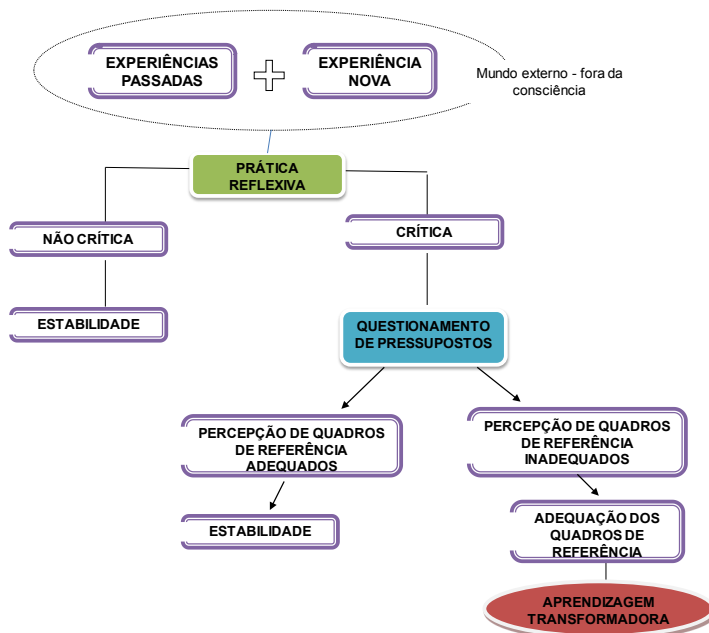 EXPERIÊNCIAS
PASSADAS
EXPERIÊNCIA
NOVA
Mundo externo - fora da
consciência
PRÁTICA
REFLEXIVA
NÃO CRÍTICA
CRÍTICA
ESTABILIDADE
QUESTIONAMENTO
DE PRESSUPOSTOS
PERCEPÇÃO DE QUADROS
DE REFERÊNCIA
ADEQUADOS
PERCEPÇÃO DE QUADROS
DE REFERÊNCIA
INADEQUADOS
ESTABILIDADE
ADEQUAÇÃO DOS
QUADROS DE
REFERÊNCIA
APRENDIZAGEM
TRANSFORMADORA